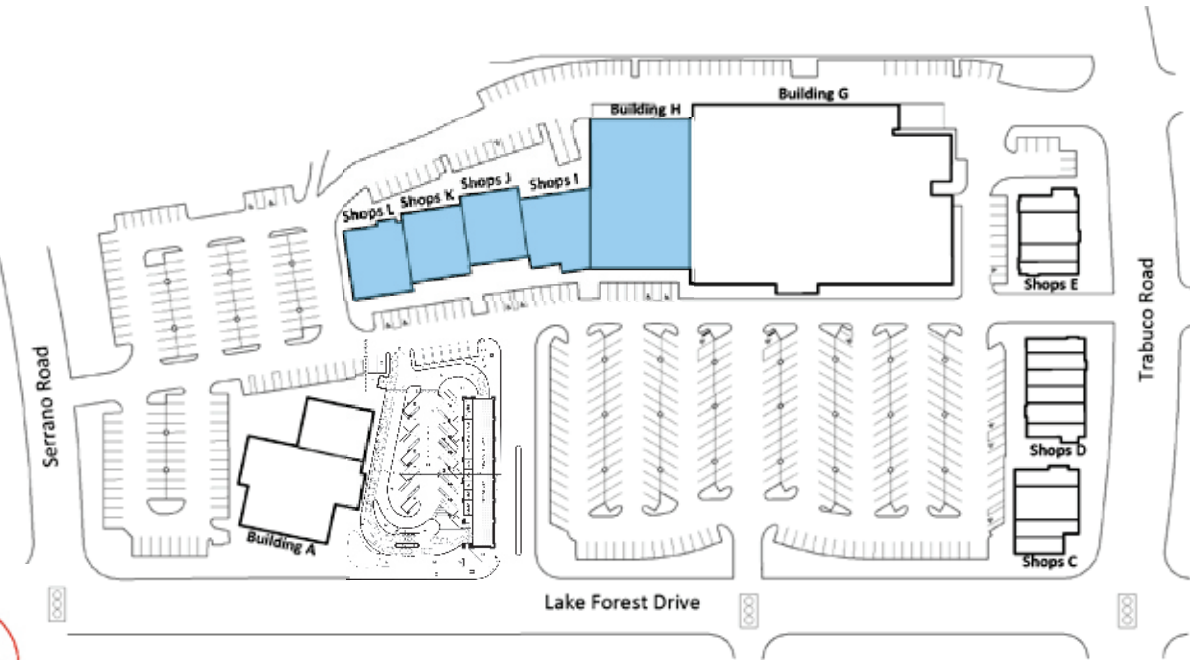 Building G
Building H
Shops J
Shops I
Shops K
Shops L
Shops E
Trabuco Road
Serrano Road
Shops D
Building A
Shops C
Lake Forest Drive